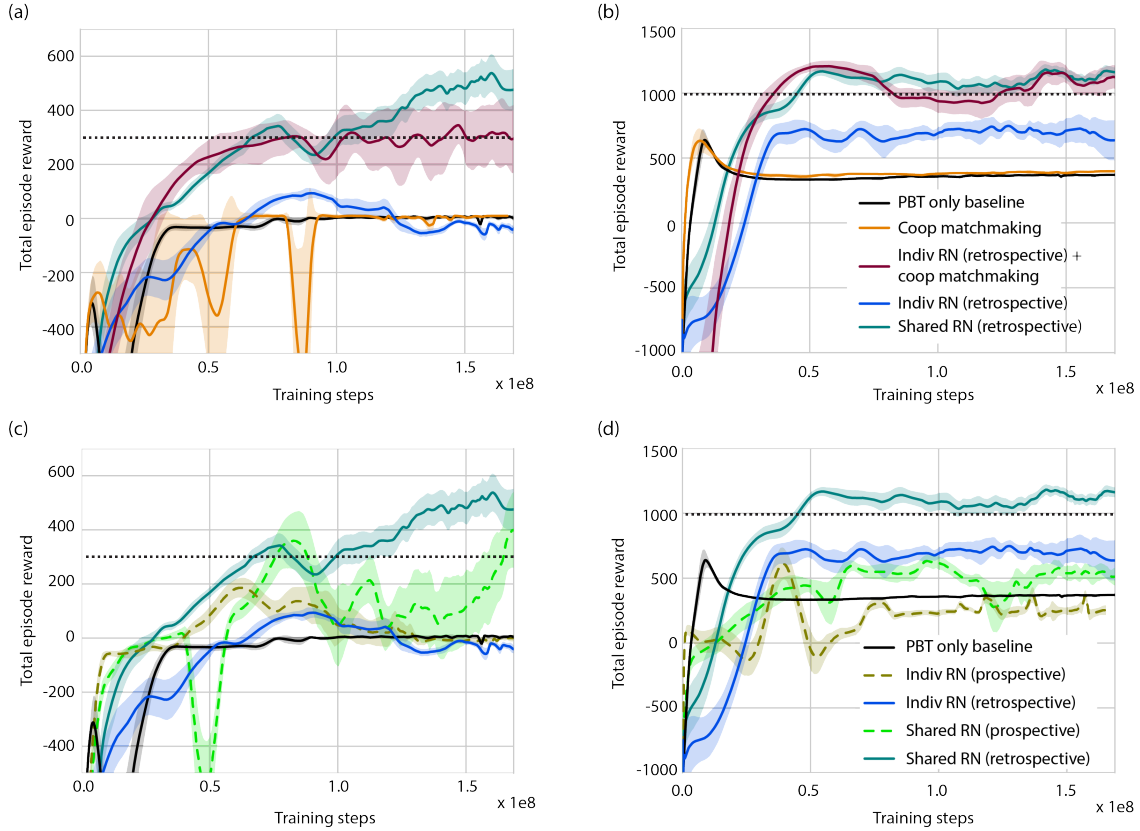 (a)
600
400
200
0
-200
-400
0.0
0.5
1.0
1.5
x 1e8
Training steps
Total episode reward
(b)
1500
1000
500
0
-500
-1000
0.0
0.5
1.0
1.5
x 1e8
Training steps
Total episode reward
PBT only baseline
Coop matchmaking
Indiv RN (retrospective) +
coop matchmaking
Indiv RN (retrospective)
Shared RN (retrospective)
(c)
600
400
200
0
-200
-400
0.0
0.5
1.0
1.5
x 1e8
Training steps
Total episode reward
(d)
1500
1000
500
0
-500
-1000
0.0
0.5
1.0
1.5
x 1e8
Training steps
Total episode reward
PBT only baseline
Indiv RN (prospective)
Indiv RN (retrospective)
Shared RN (prospective)
Shared RN (retrospective)